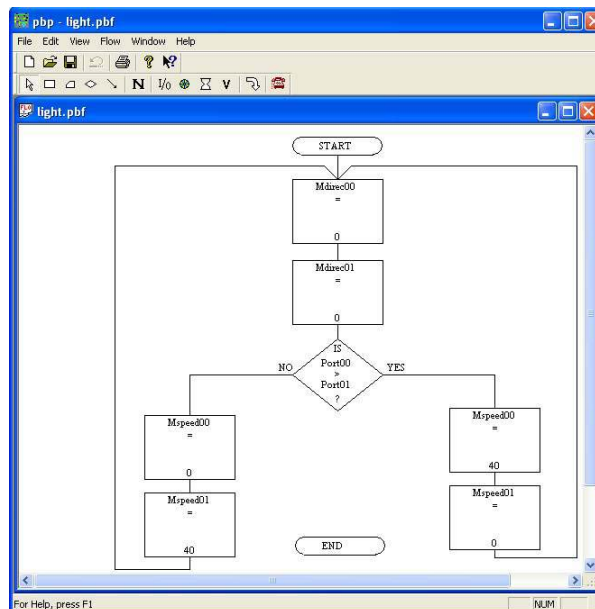 pbp - light.pbf
File Edit View Flow Window Help
N I/O V
light.pbf
START
Mdirec00
=
0
Mdirec01
=
0
IS
NO Port00 YES
>
Port01
?
Mspeed00
=
0
Mspeed00
=
40
Mspeed01
=
40
Mspeed01
=
0
END
For Help, press F1 NUM